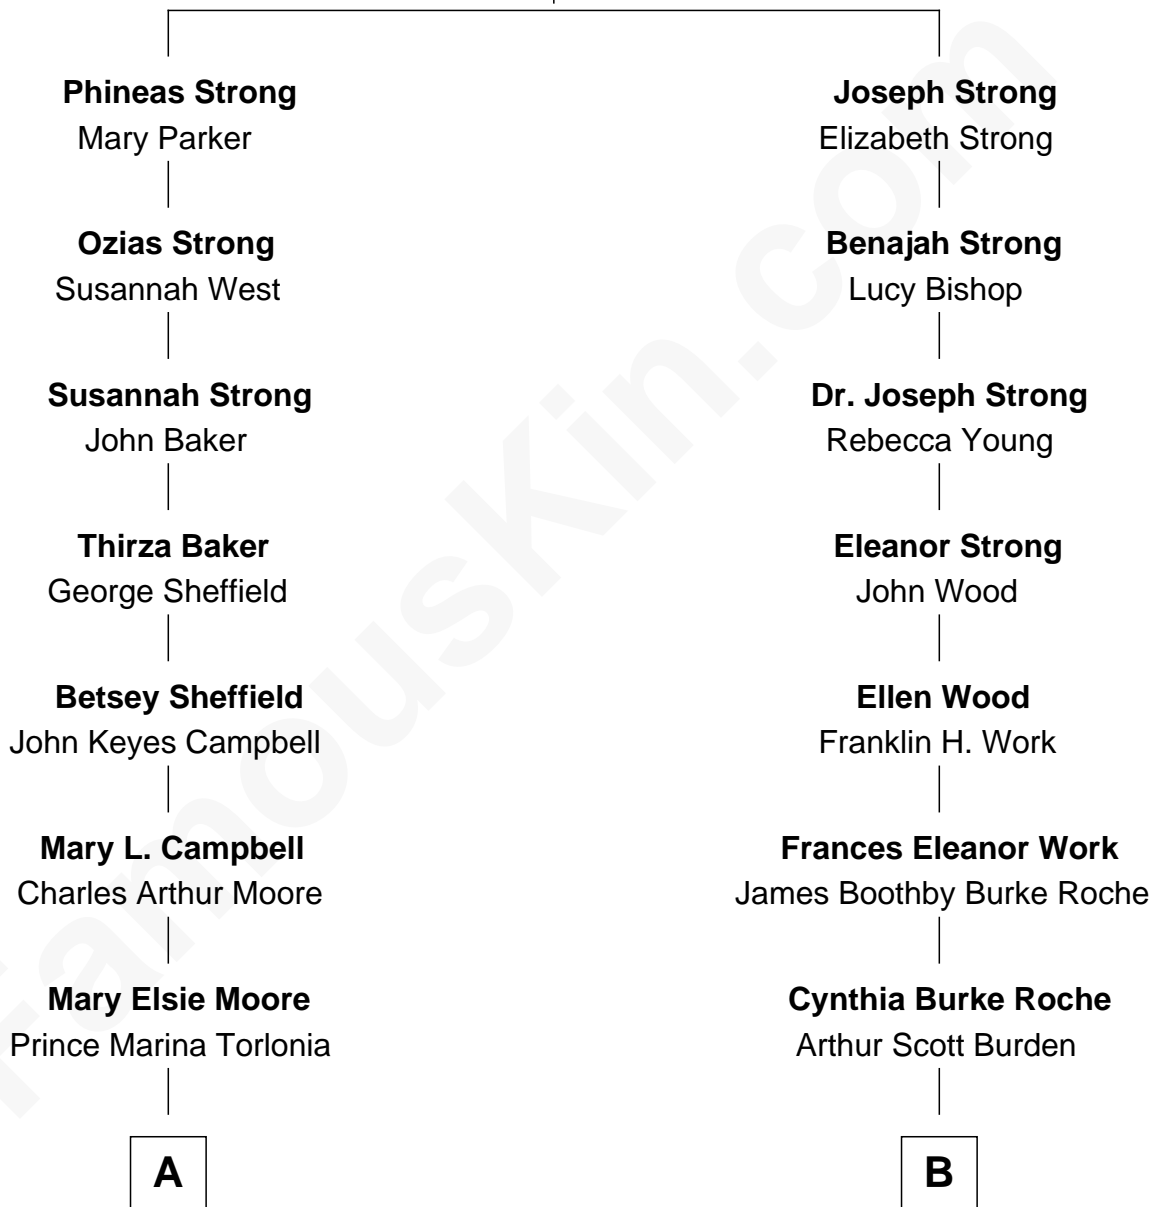 Phineas Strong
Mary Parker
Ozias Strong
Susannah West
Susannah Strong
John Baker
Thirza Baker
George Sheffield
Betsey Sheffield
John Keyes Campbell
Mary L. Campbell
Charles Arthur Moore
Mary Elsie Moore
Prince Marina Torlonia
A
Joseph Strong
Elizabeth Strong
Benajah Strong
Lucy Bishop
Dr. Joseph Strong
Rebecca Young
Eleanor Strong
John Wood
Ellen Wood
Franklin H. Work
Frances Eleanor Work
James Boothby Burke Roche
Cynthia Burke Roche
Arthur Scott Burden
B
FamousKin.com